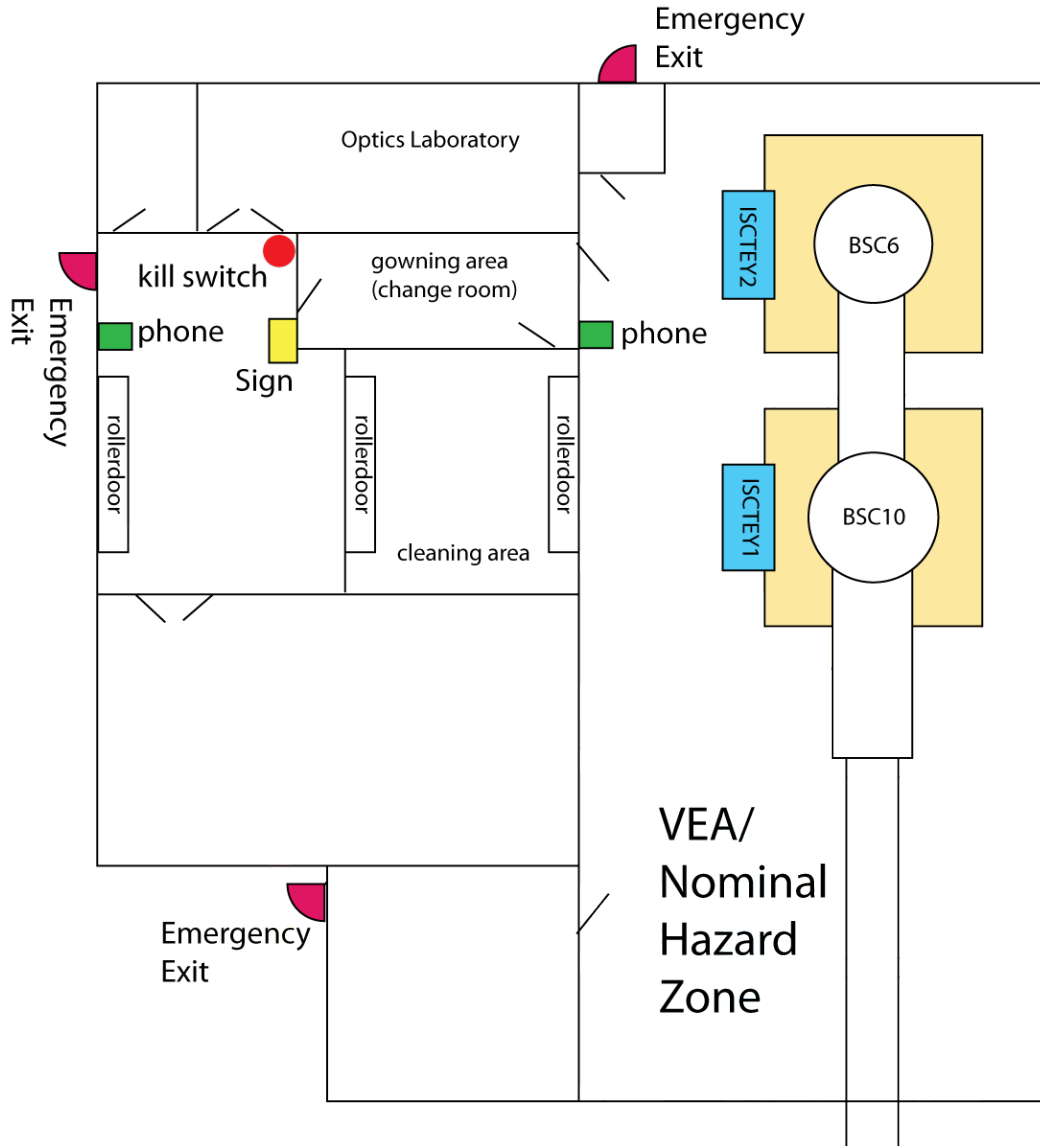 Emergency
Exit
Optics Laboratory
ISCTEY2
BSC6
gowning area
(change room)
kill switch
Emergency
Exit
phone
phone
Sign
rollerdoor
rollerdoor
rollerdoor
ISCTEY1
BSC10
cleaning area
VEA/
Nominal
Hazard
Zone
Emergency
Exit